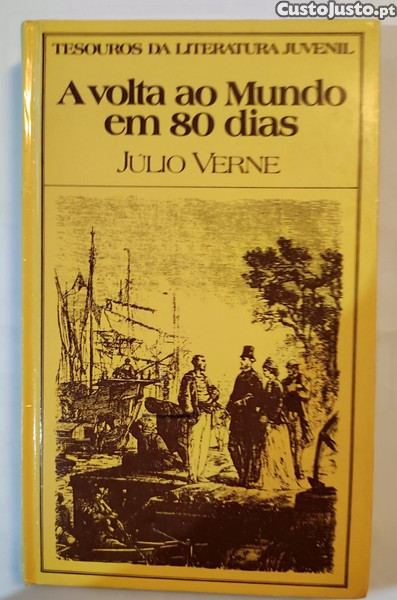 CustoJusto.pt
TESOUROS DA LITERATURA JUVENIL
A volta ao Mundo
em 80 dias
JÚLIO VERNE